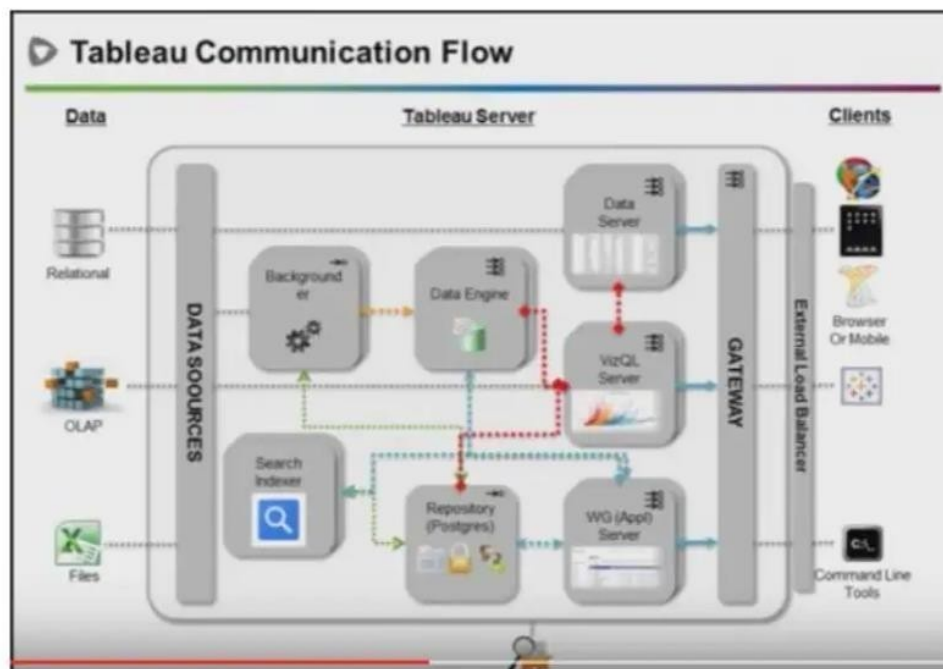 Tableau Communication Flow
Data
Tableau Server
Clients
Relational
OLAP
Files
DATA SOURCES
Background
er
Data Engine
Search
Indexer
Repository
(Postgres)
Data
Server
VizQL
Server
WG (Appl)
Server
GATEWAY
External Load Balancer
Browser
Or Mobile
C:\_
Command Line
Tools